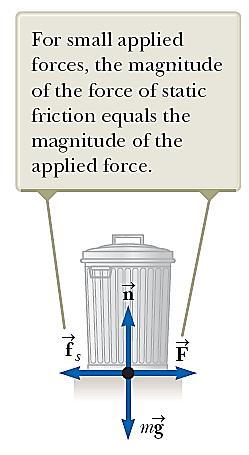 For small applied
forces, the magnitude
of the force of static
friction equals the
magnitude of the
applied force.
n⃗
f⃗ₛ
F⃗
mg⃗